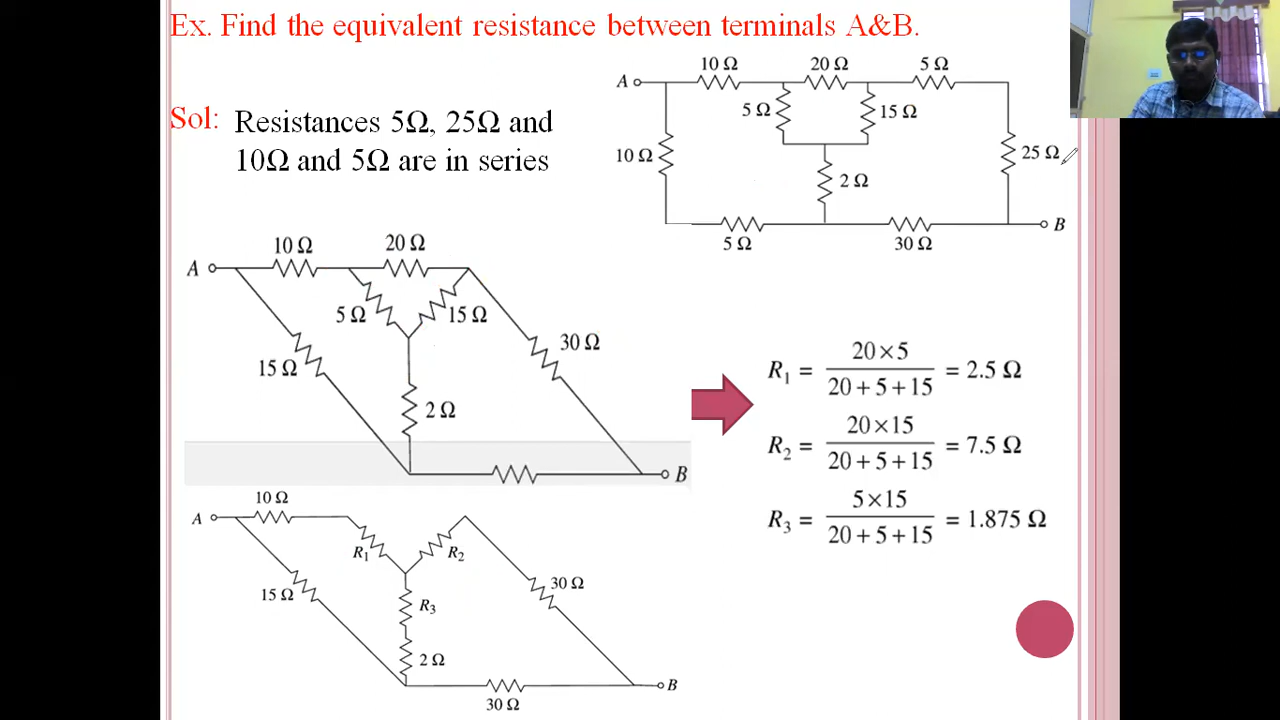 Ex. Find the equivalent resistance between terminals A&B.
Sol: Resistances 5Ω, 25Ω and
10Ω and 5Ω are in series
10 Ω 20 Ω 5 Ω
A
5 Ω 15 Ω
10 Ω 25 Ω
2 Ω
B
5 Ω 30 Ω
10 Ω 20 Ω
A
5 Ω 15 Ω
30 Ω
15 Ω
2 Ω
B
R1 = 20×5 / 20+5+15 = 2.5 Ω
R2 = 20×15 / 20+5+15 = 7.5 Ω
R3 = 5×15 / 20+5+15 = 1.875 Ω
10 Ω
A
R1 R2
30 Ω
15 Ω
R3
2 Ω
B
30 Ω